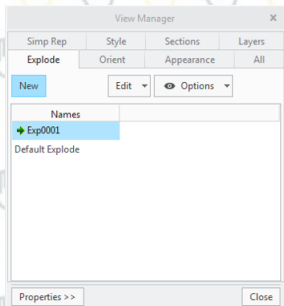 View Manager
Simp Rep Style Sections Layers
Explode Orient Appearance All
New Edit Options
Names
Exp0001
Default Explode
Properties >> Close